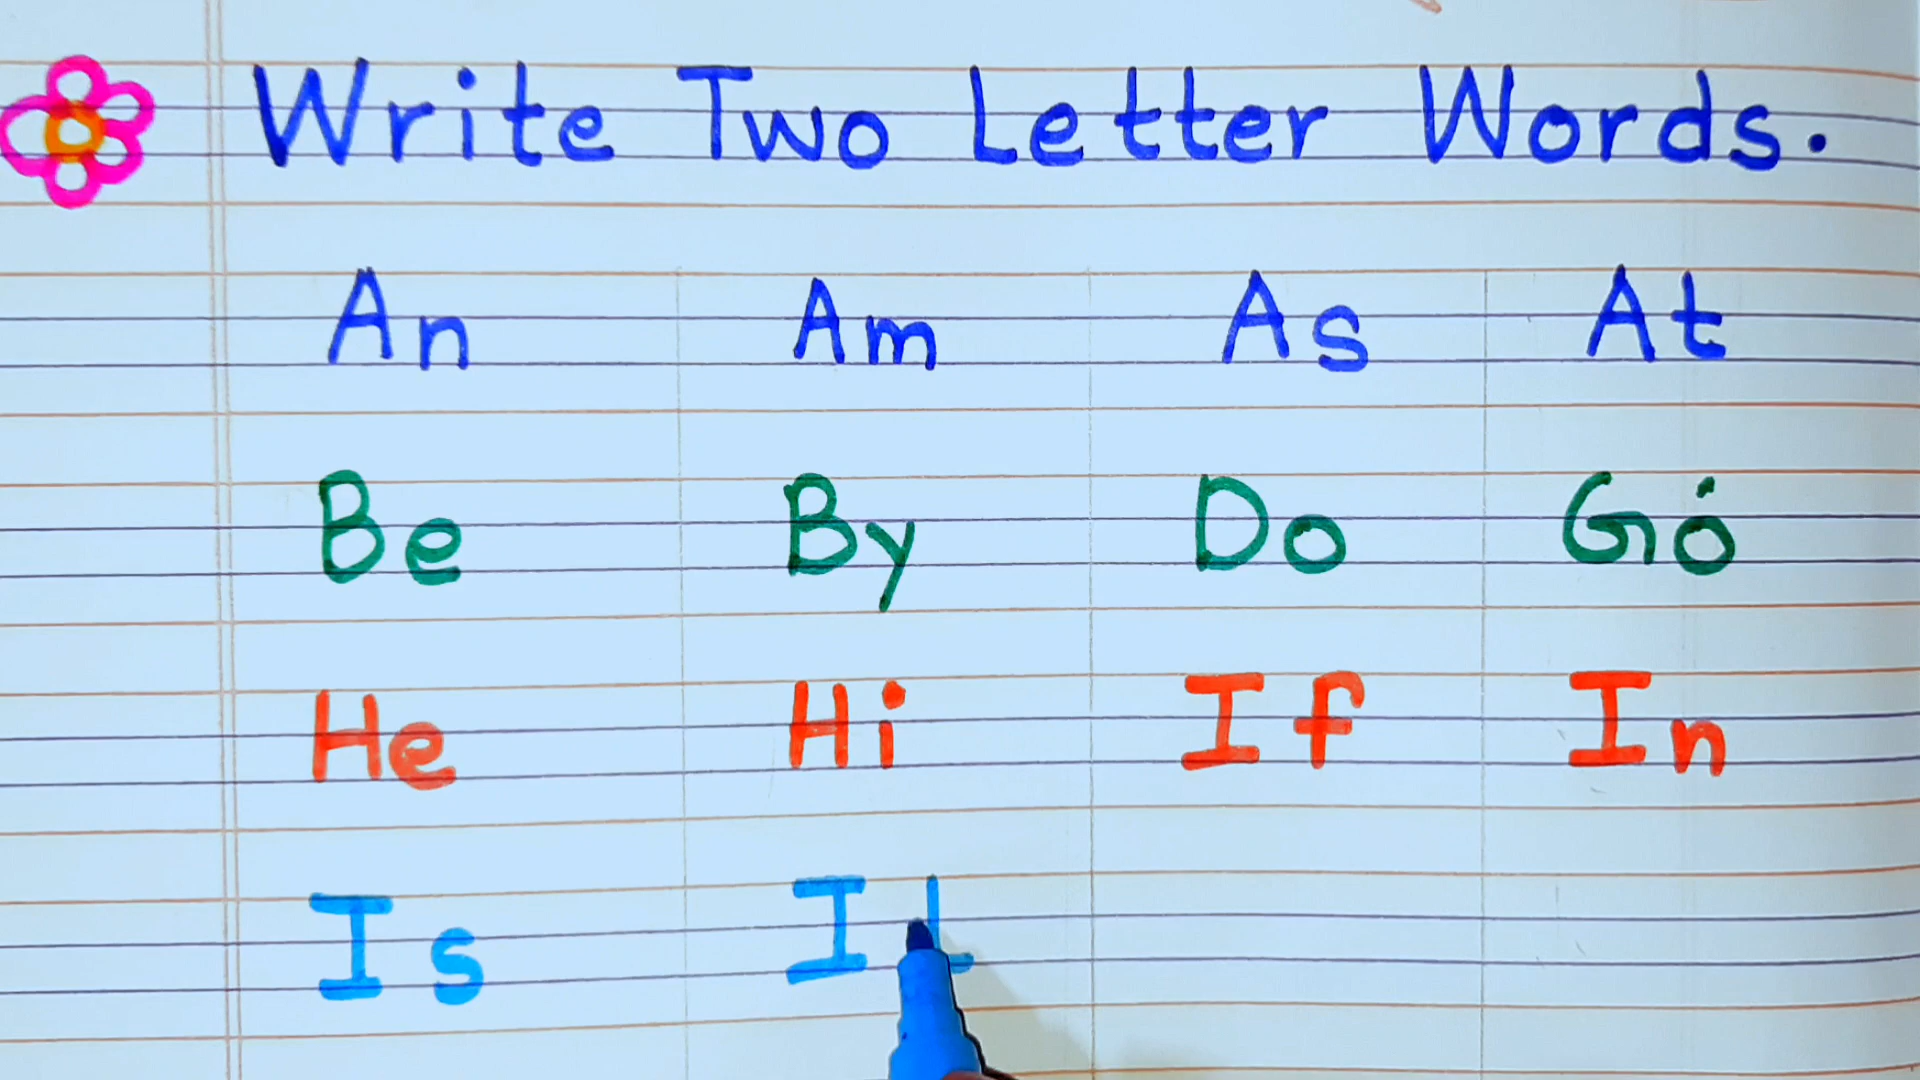 Write Two Letter Words.
An Am As At
Be By Do Go
He Hi If In
Is